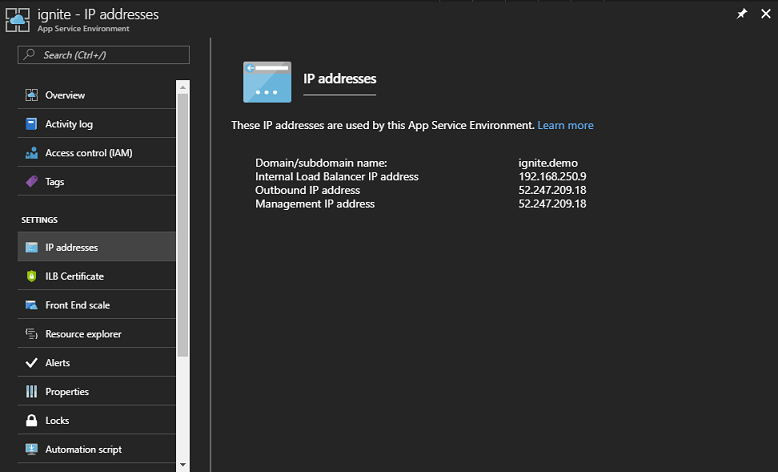 ignite - IP addresses
App Service Environment
Search (Ctrl+/)
Overview
Activity log
Access control (IAM)
Tags
SETTINGS
IP addresses
ILB Certificate
Front End scale
Resource explorer
Alerts
Properties
Locks
Automation script
IP addresses
These IP addresses are used by this App Service Environment. Learn more
Domain/subdomain name: ignite.demo
Internal Load Balancer IP address 192.168.250.9
Outbound IP address 52.247.209.18
Management IP address 52.247.209.18